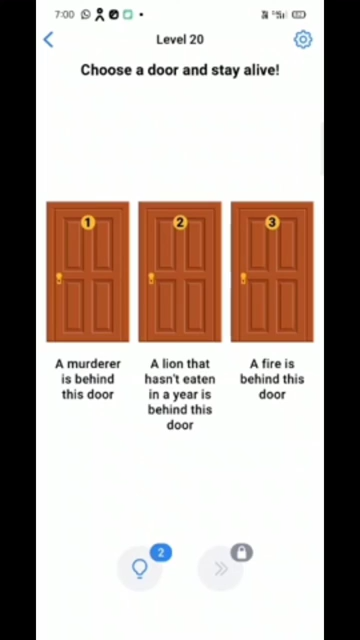 7:00
Level 20
Choose a door and stay alive!
1 2 3
A murderer
is behind
this door
A lion that
hasn't eaten
in a year is
behind this
door
A fire is
behind this
door
2